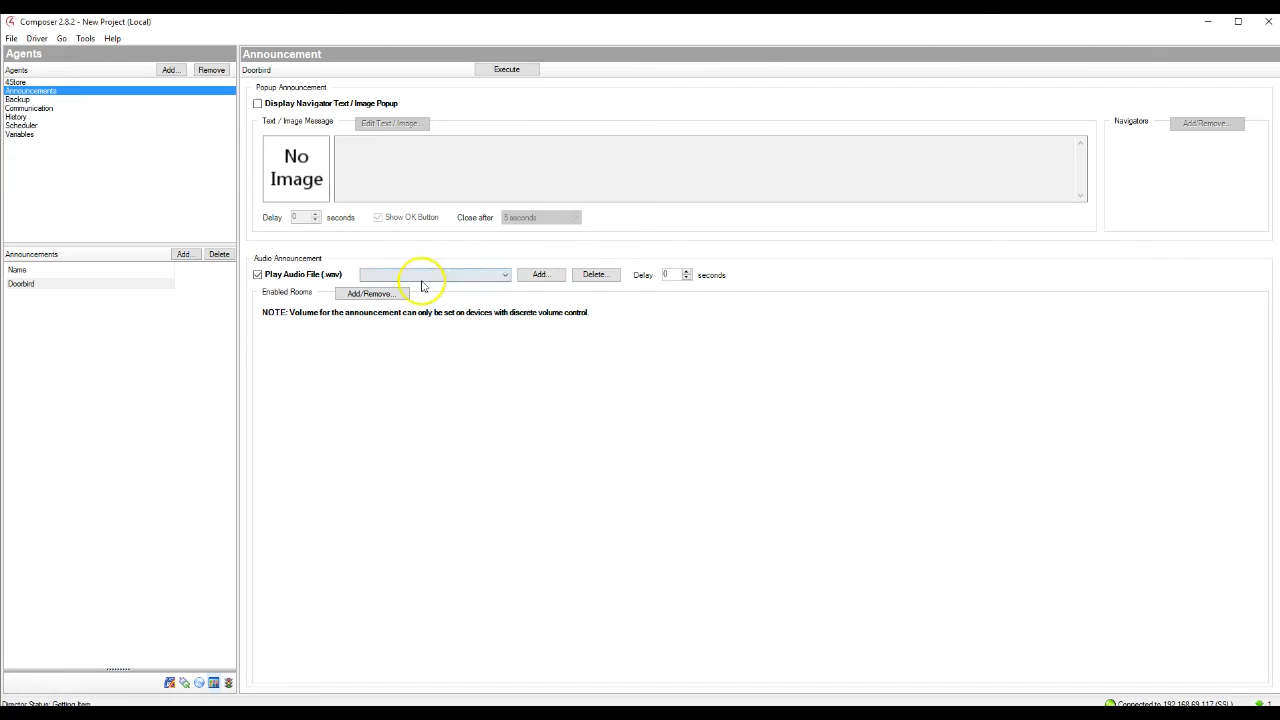 Composer 2.8.2 - New Project (Local)
File Driver Go Tools Help
Agents
Agents Add... Remove
4Store
Announcements
Backup
Communication
History
Scheduler
Variables
Announcements Add... Delete
Name
Doorbird
Announcement
Doorbird Execute
Popup Announcement
Display Navigator Text / Image Popup
Text / Image Message Edit Text / Image... Navigators Add/Remove...
No
Image
Delay 0 seconds Show OK Button Close after 5 seconds
Audio Announcement
Play Audio File (.wav) Add... Delete... Delay 0 seconds
Enabled Rooms Add/Remove...
NOTE: Volume for the announcement can only be set on devices with discrete volume control.
Director Status: Getting Item Connected to 192.168.69.117 (SSL) 1